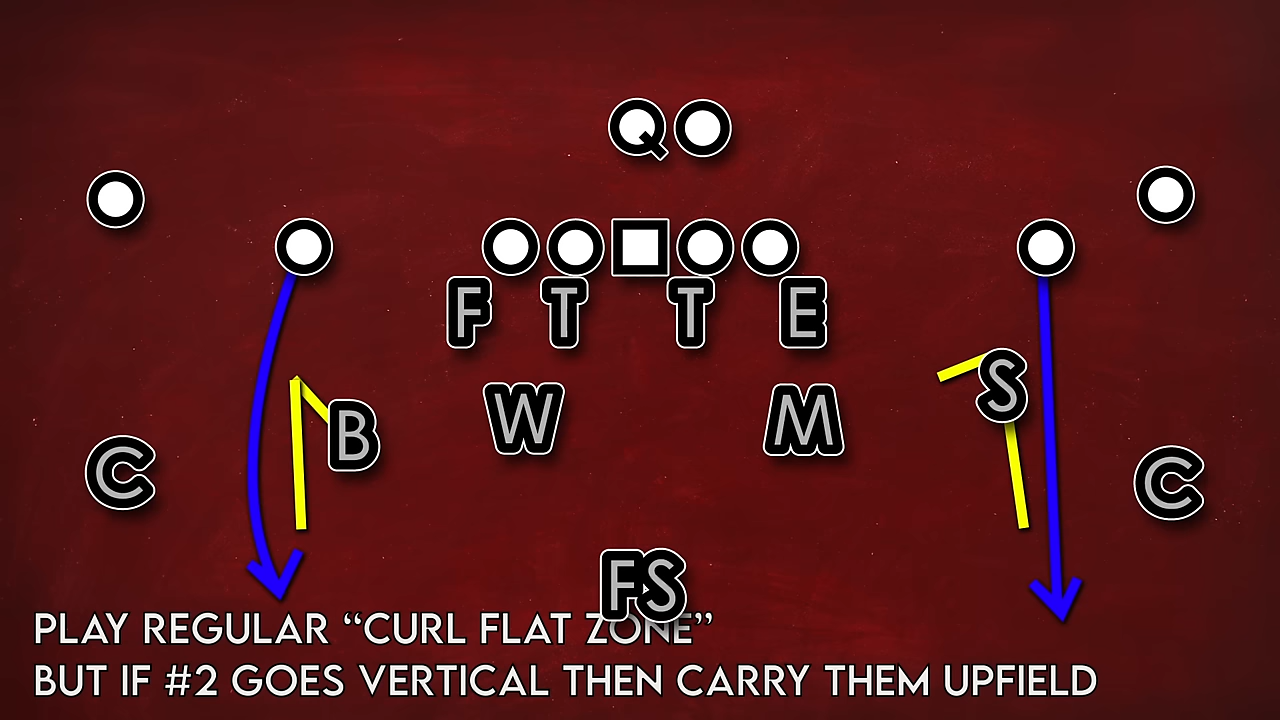 Q
F T T E
S
B W M
C C
FS
PLAY REGULAR “CURL FLAT ZONE”
BUT IF #2 GOES VERTICAL THEN CARRY THEM UPFIELD